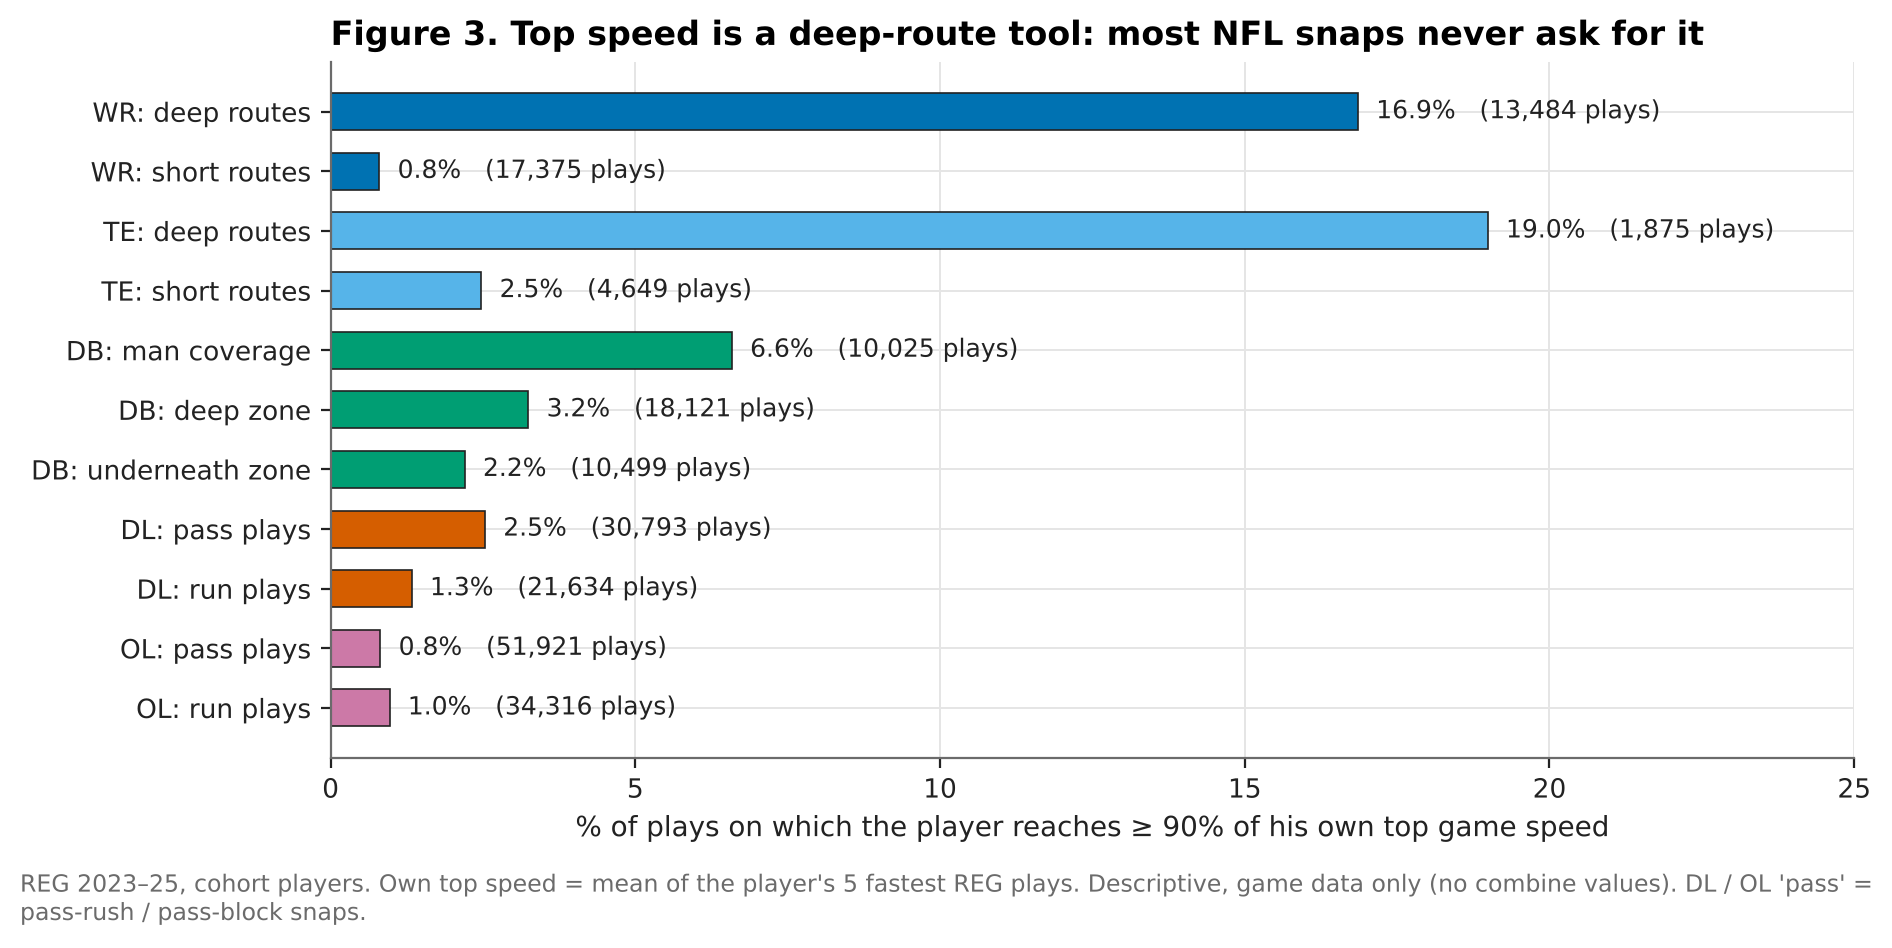 Figure 3. Top speed is a deep-route tool: most NFL snaps never ask for it
WR: deep routes 16.9% (13,484 plays)
WR: short routes 0.8% (17,375 plays)
TE: deep routes 19.0% (1,875 plays)
TE: short routes 2.5% (4,649 plays)
DB: man coverage 6.6% (10,025 plays)
DB: deep zone 3.2% (18,121 plays)
DB: underneath zone 2.2% (10,499 plays)
DL: pass plays 2.5% (30,793 plays)
DL: run plays 1.3% (21,634 plays)
OL: pass plays 0.8% (51,921 plays)
OL: run plays 1.0% (34,316 plays)
0 5 10 15 20 25
% of plays on which the player reaches ≥ 90% of his own top game speed
REG 2023–25, cohort players. Own top speed = mean of the player's 5 fastest REG plays. Descriptive, game data only (no combine values). DL / OL 'pass' =
pass-rush / pass-block snaps.